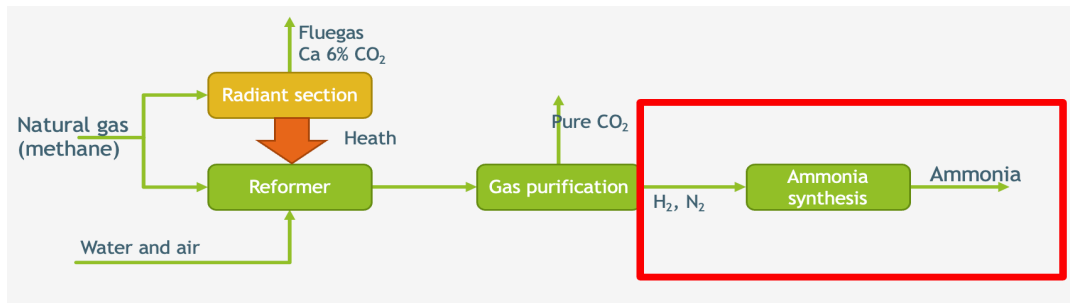 Fluegas
Ca 6% CO₂
Radiant section
Natural gas
(methane)
Heath
Pure CO₂
Reformer
Gas purification
H₂, N₂
Ammonia
synthesis
Ammonia
Water and air